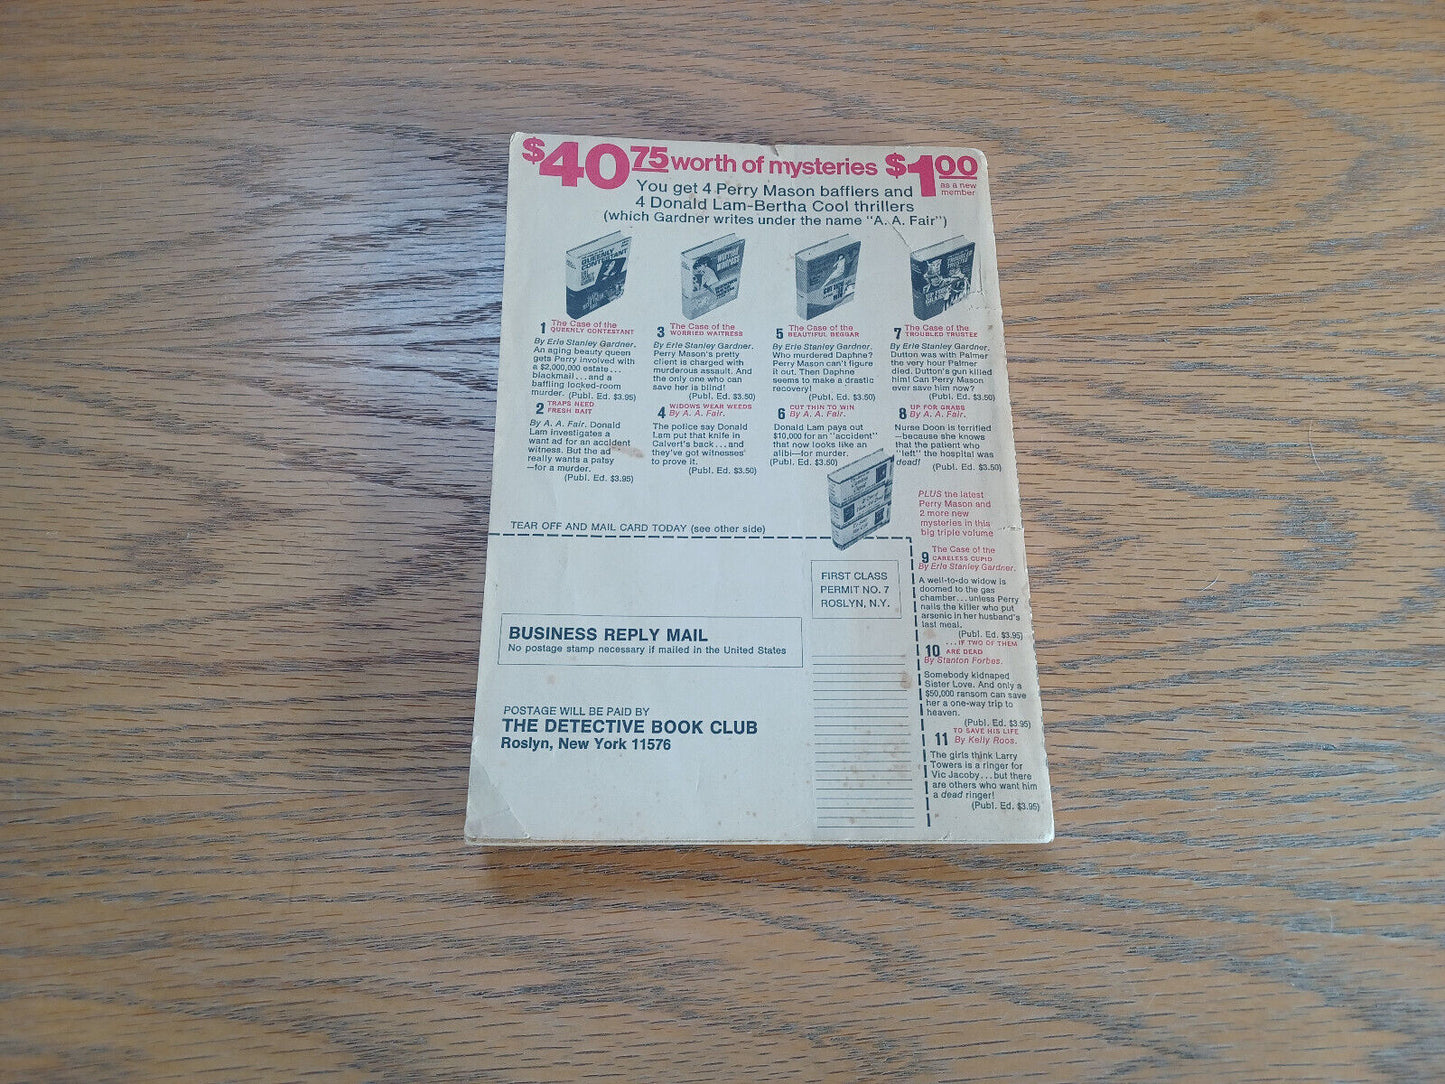 $40.75 worth of mysteries $1.00
as a new
member
You get 4 Perry Mason bafflers and
4 Donald Lam-Bertha Cool thrillers
(which Gardner writes under the name "A. A. Fair")
QUEENLY
CONTESTANT
1 The Case of the
QUEENLY CONTESTANT
By Erle Stanley Gardner.
An aging beauty queen
gets Perry involved with
a $2,000,000 estate...
blackmail...and a
baffling locked-room
murder. (Publ. Ed. $3.95)
2 TRAPS NEED
FRESH BAIT
By A. A. Fair. Donald
Lam investigates a
want ad for an accident
witness. But the ad
really wants a patsy
—for a murder.
(Publ. Ed. $3.95)
3 The Case of the
WORRIED WAITRESS
By Erle Stanley Gardner.
Perry Mason's pretty
client is charged with
murderous assault. And
the only one who can
save her is blind!
(Publ. Ed. $3.50)
4 WIDOWS WEAR WEEDS
By A. A. Fair.
The police say Donald
Lam put that knife in
Calvert's back...and
they've got witnesses
to prove it.
(Publ. Ed. $3.50)
5 The Case of the
BEAUTIFUL BEGGAR
By Erle Stanley Gardner.
Who murdered Daphne?
Perry Mason can't figure
it out. Then Daphne
seems to make a drastic
recovery!
(Publ. Ed. $3.50)
6 CUT THIN TO WIN
By A. A. Fair.
Donald Lam pays out
$10,000 for an "accident"
that now looks like an
alibi—for murder.
(Publ. Ed. $3.50)
7 The Case of the
TROUBLED TRUSTEE
By Erle Stanley Gardner.
Dutton was with Palmer
the very hour Palmer
died. Dutton's gun killed
him! Can Perry Mason
ever save him now?
(Publ. Ed. $3.50)
8 UP FOR GRABS
By A. A. Fair.
Nurse Doon is terrified
—because she knows
that the patient who
"left" the hospital was
dead!
(Publ. Ed. $3.50)
PLUS the latest
Perry Mason and
2 more new
mysteries in this
big triple volume
9 The Case of the
CARELESS CUPID
By Erle Stanley Gardner.
A well-to-do widow is
doomed to the gas
chamber...unless Perry
nails the killer who put
arsenic in her husband's
last meal.
(Publ. Ed. $3.95)
10 ...IF TWO OF THEM
ARE DEAD
By Stanton Forbes.
Somebody kidnaped
Sister Love. And only a
$50,000 ransom can save
her a one-way trip to
heaven.
(Publ. Ed. $3.95)
11 TO SAVE HIS LIFE
By Kelly Roos.
The girls think Larry
Towers is a ringer for
Vic Jacoby...but there
are others who want him
a dead ringer!
(Publ. Ed. $3.95)
TEAR OFF AND MAIL CARD TODAY (see other side)
FIRST CLASS
PERMIT NO. 7
ROSLYN, N.Y.
BUSINESS REPLY MAIL
No postage stamp necessary if mailed in the United States
POSTAGE WILL BE PAID BY
THE DETECTIVE BOOK CLUB
Roslyn, New York 11576